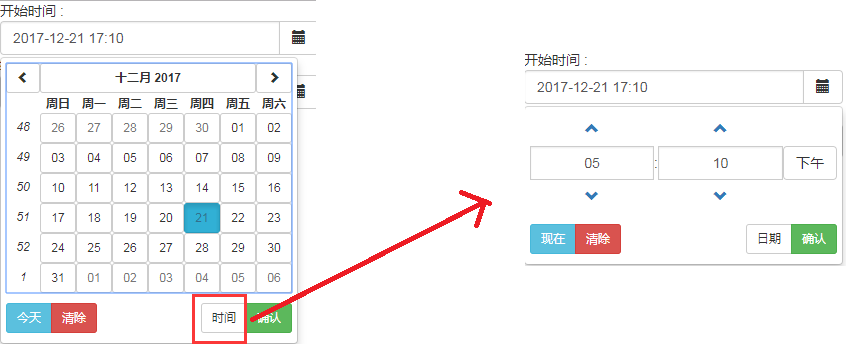 开始时间 :
2017-12-21 17:10
十二月 2017
周日 周一 周二 周三 周四 周五 周六
48 26 27 28 29 30 01 02
49 03 04 05 06 07 08 09
50 10 11 12 13 14 15 16
51 17 18 19 20 21 22 23
52 24 25 26 27 28 29 30
1 31 01 02 03 04 05 06
今天 清除 时间 确认
开始时间 :
2017-12-21 17:10
05 : 10 下午
现在 清除 日期 确认